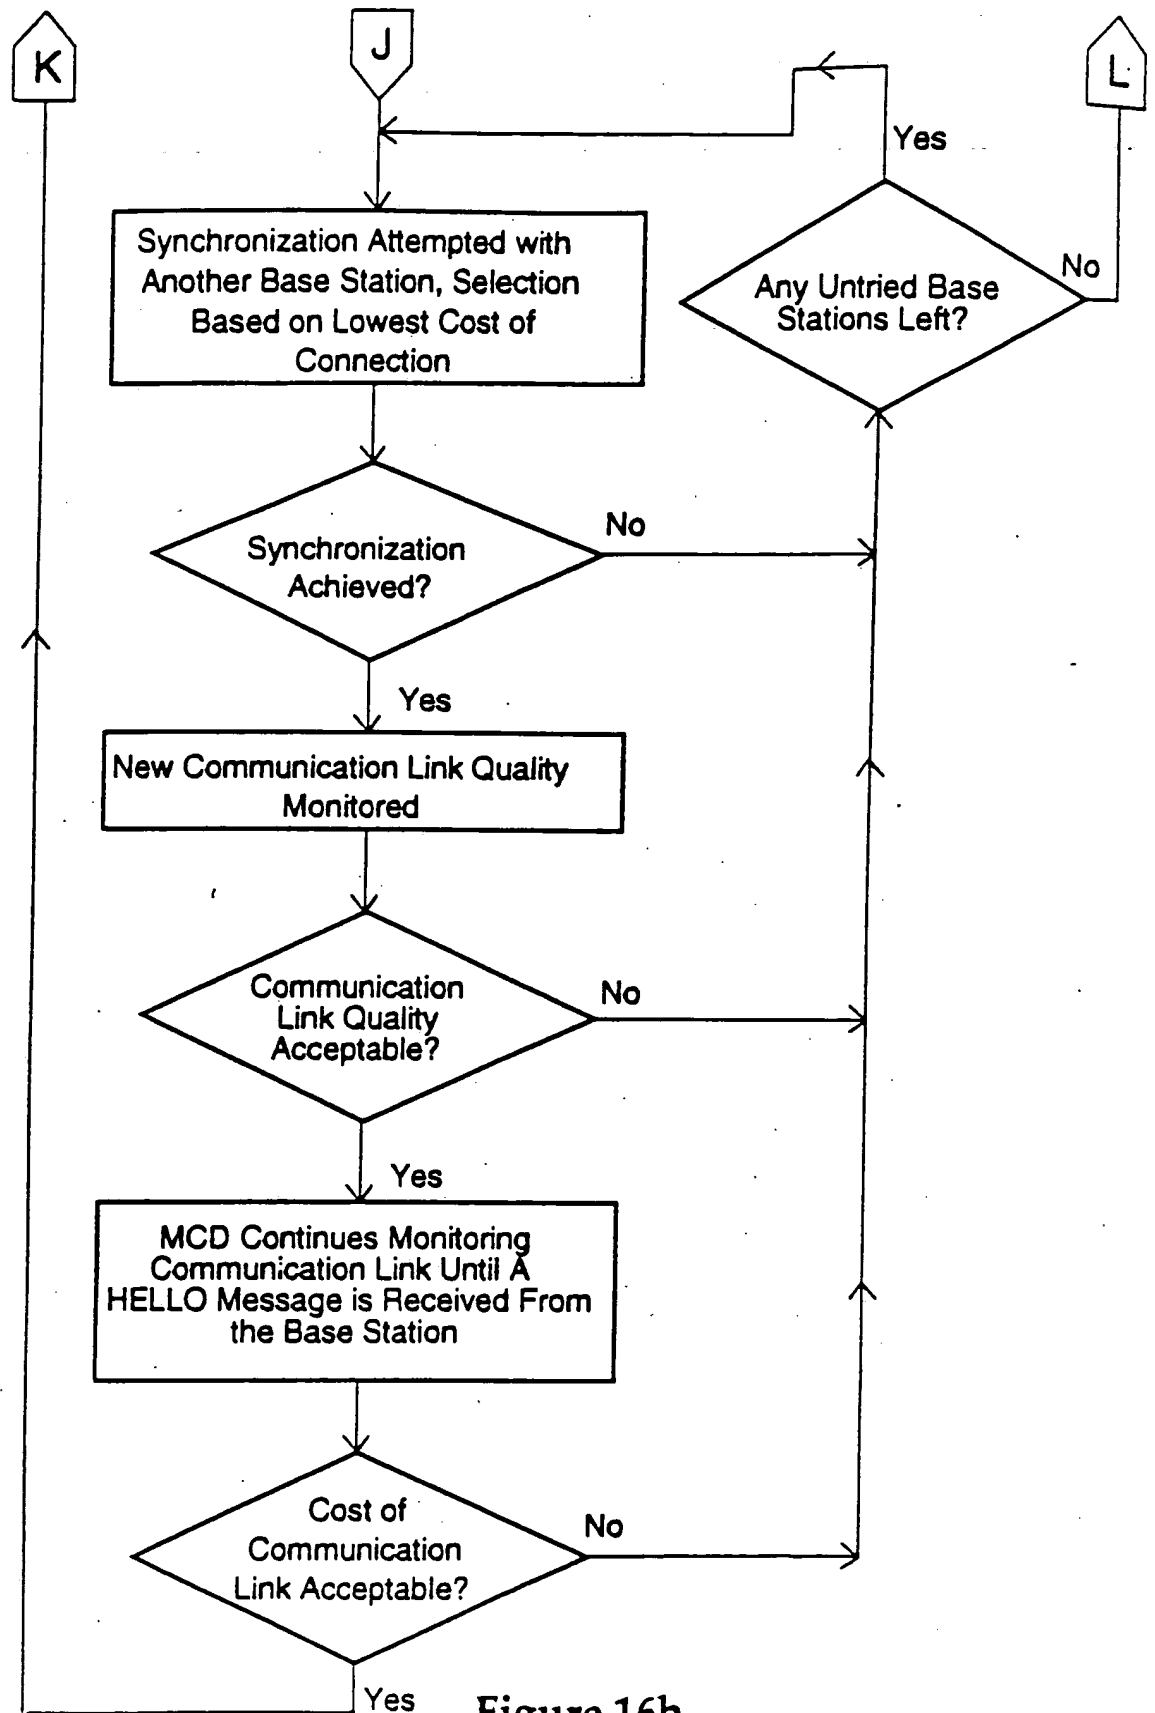 K
J
L
Yes
Synchronization Attempted with
Another Base Station, Selection
Based on Lowest Cost of
Connection
Any Untried Base
Stations Left?
No
Synchronization
Achieved?
No
Yes
New Communication Link Quality
Monitored
Communication
Link Quality
Acceptable?
No
Yes
MCD Continues Monitoring
Communication Link Until A
HELLO Message is Received From
the Base Station
Cost of
Communication
Link Acceptable?
No
Yes
Figure 16b